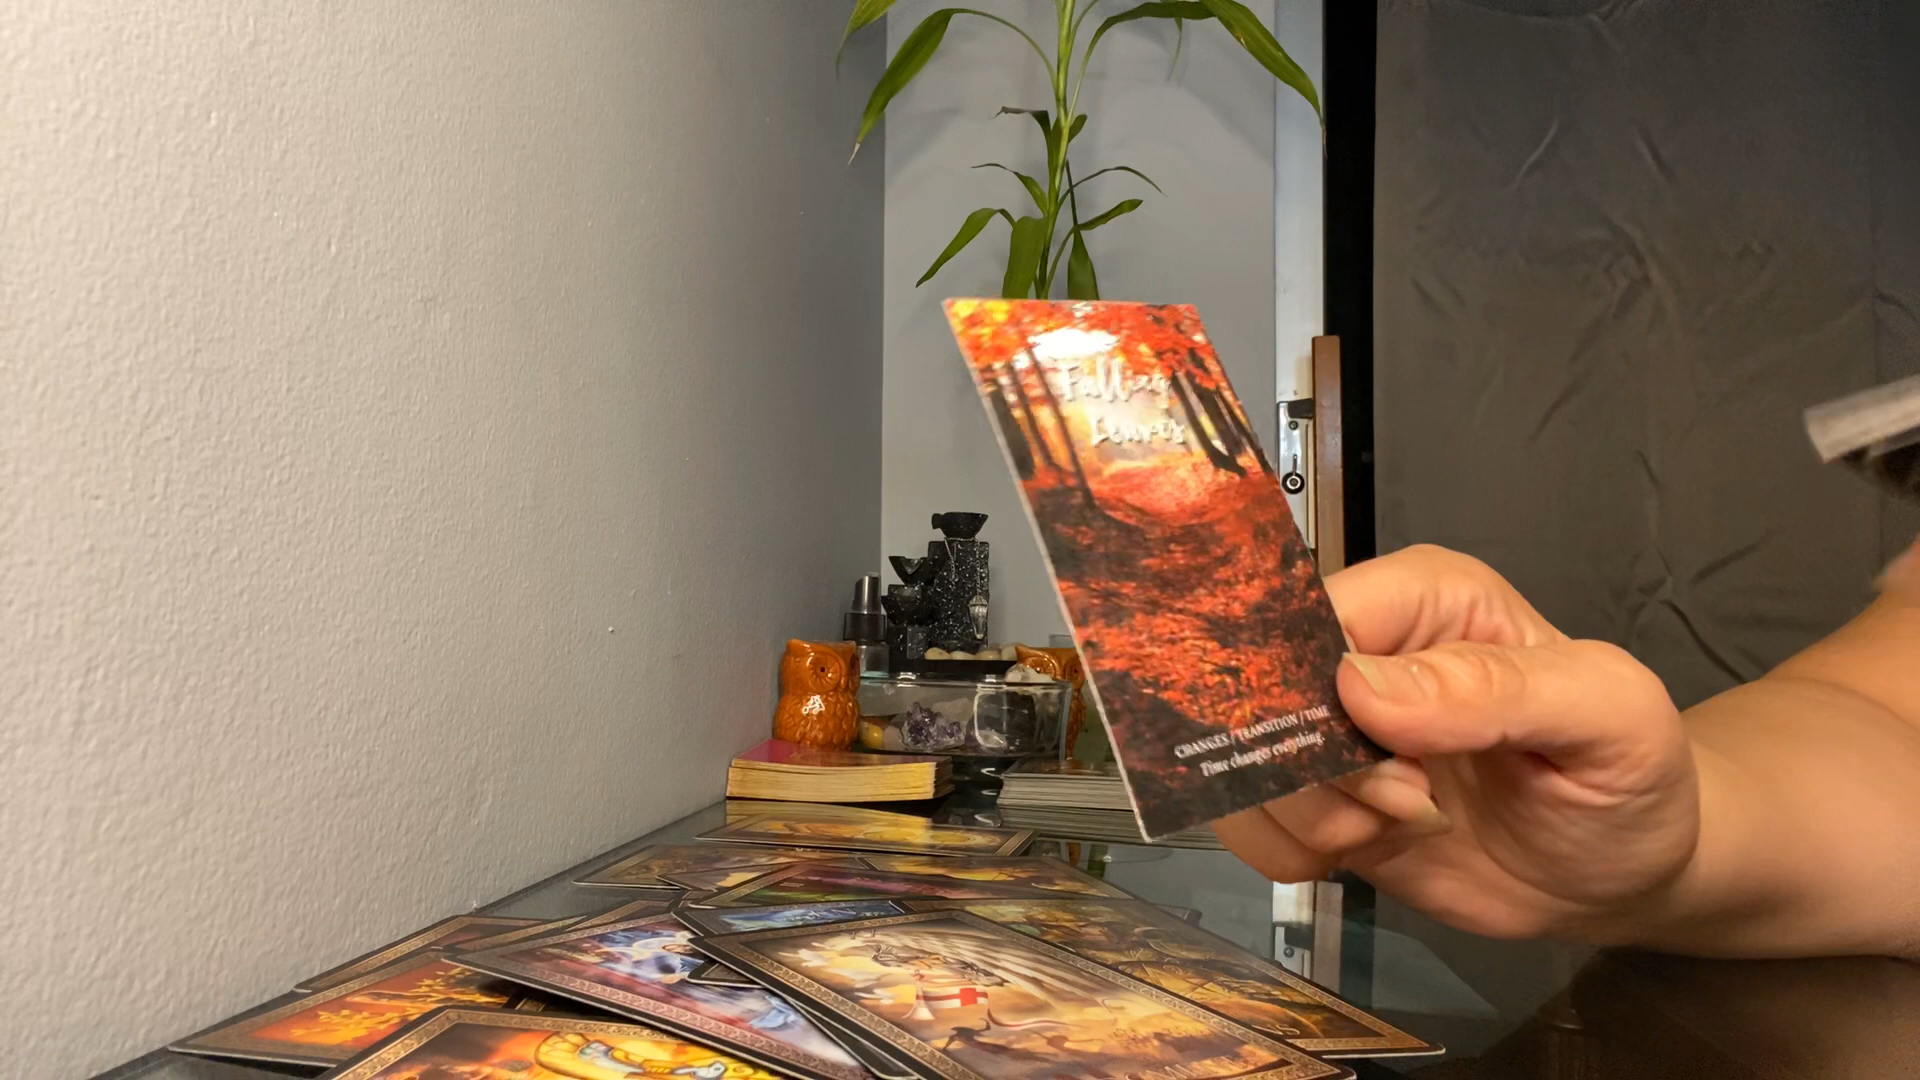 Falling
Leaves
CHANGES / TRANSITION / TIME
Time changes everything.